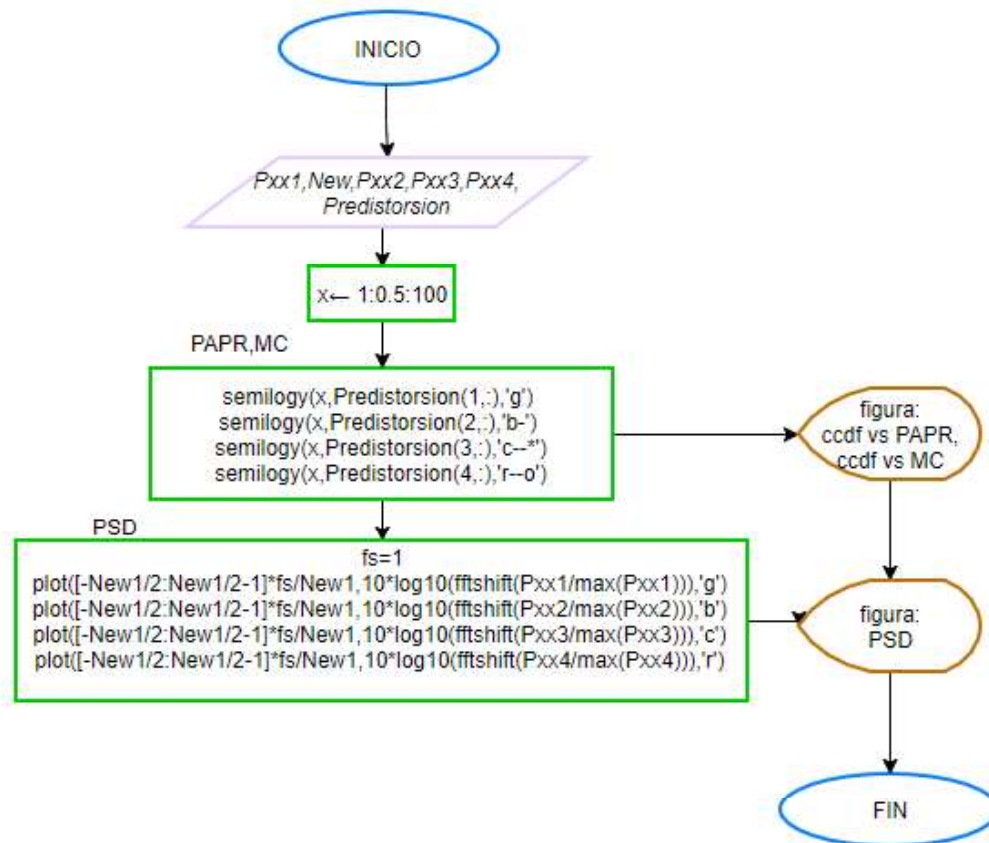 INICIO
Pxx1,New,Pxx2,Pxx3,Pxx4,
Predistorsion
x← 1:0.5:100
PAPR,MC
semilogy(x,Predistorsion(1,:),'g')
semilogy(x,Predistorsion(2,:),'b-')
semilogy(x,Predistorsion(3,:),'c--*')
semilogy(x,Predistorsion(4,:),'r--o')
figura:
ccdf vs PAPR,
ccdf vs MC
PSD
fs=1
plot([-New1/2:New1/2-1]*fs/New1,10*log10(fftshift(Pxx1/max(Pxx1))),'g')
plot([-New1/2:New1/2-1]*fs/New1,10*log10(fftshift(Pxx2/max(Pxx2))),'b')
plot([-New1/2:New1/2-1]*fs/New1,10*log10(fftshift(Pxx3/max(Pxx3))),'c')
plot([-New1/2:New1/2-1]*fs/New1,10*log10(fftshift(Pxx4/max(Pxx4))),'r')
figura:
PSD
FIN